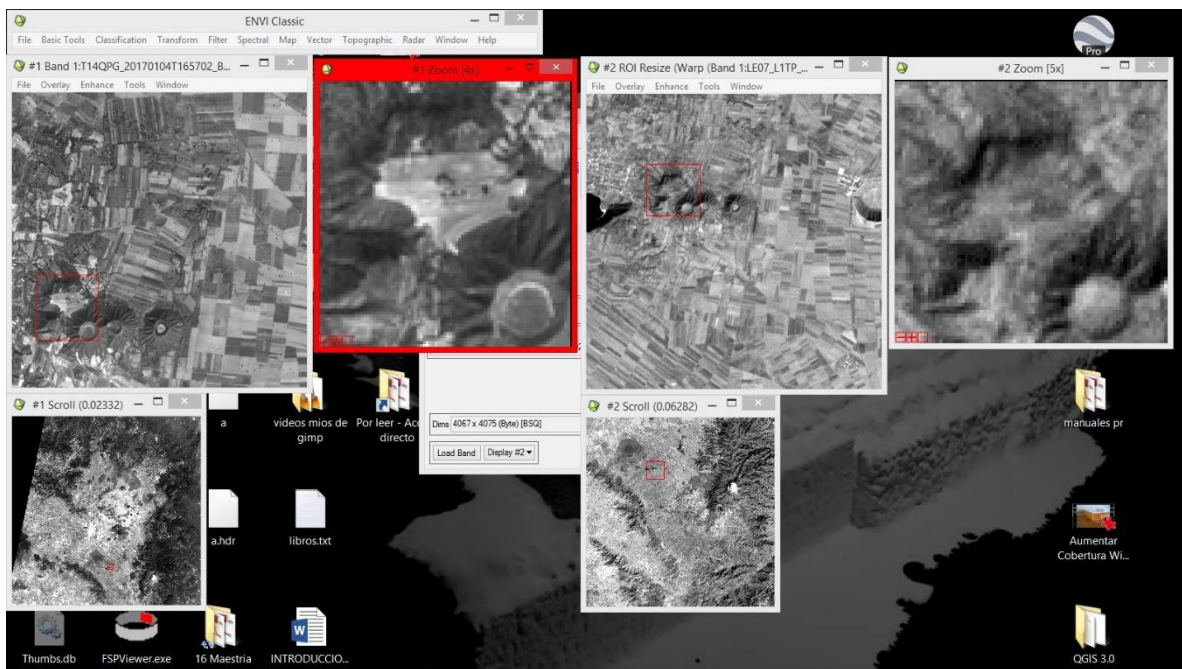 ENVI Classic
File Basic Tools Classification Transform Filter Spectral Map Vector Topographic Radar Window Help
Pro
#1 Band 1:T14QPG_20170104T165702_B...
File Overlay Enhance Tools Window
#1 Zoom [4x]
#2 ROI Resize (Warp (Band 1:LE07_L1TP_...
File Overlay Enhance Tools Window
#2 Zoom [5x]
#1 Scroll (0.02332)
#2 Scroll (0.06282)
Dims 4067 x 4075 (Byte) [BSQ]
Load Band Display #2
a
videos mios de
gimp
Por leer - Acc
directo
manuales pr
a.hdr
libros.txt
Aumentar
Cobertura Wi...
Thumbs.db
FSPViewer.exe
16 Maestria
INTRODUCCIO...
QGIS 3.0